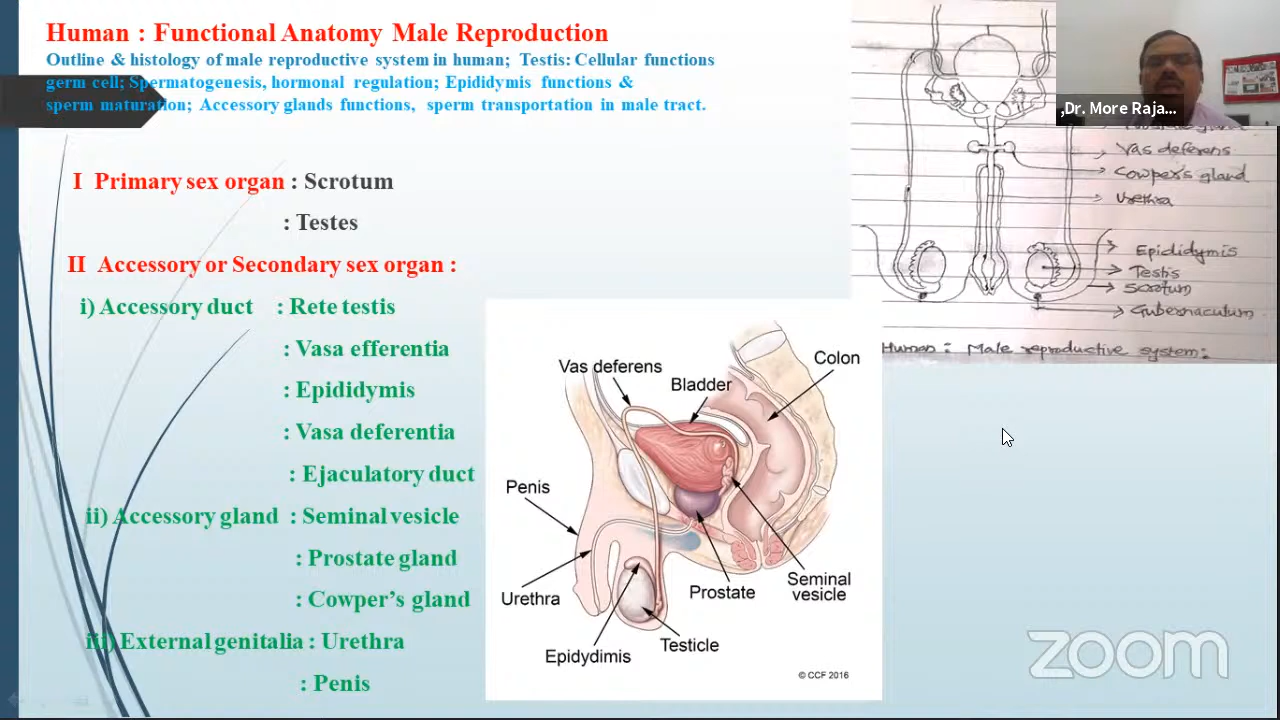 Human : Functional Anatomy Male Reproduction
Outline & histology of male reproductive system in human; Testis: Cellular functions
germ cell; Spermatogenesis, hormonal regulation; Epididymis functions &
sperm maturation; Accessory glands functions, sperm transportation in male tract.
I Primary sex organ : Scrotum
: Testes
II Accessory or Secondary sex organ :
i) Accessory duct : Rete testis
: Vasa efferentia
: Epididymis
: Vasa deferentia
: Ejaculatory duct
ii) Accessory gland : Seminal vesicle
: Prostate gland
: Cowper's gland
iii) External genitalia : Urethra
: Penis
Vas deferens
Bladder
Colon
Penis
Urethra
Epidydimis
Testicle
Prostate
Seminal
vesicle
© CCF 2016
,Dr. More Raja...
Vas deferens
Cowper's gland
Urethra
Epididymis
Testis
Scrotum
Gubernaculum
Human : Male reproductive system :
zoom